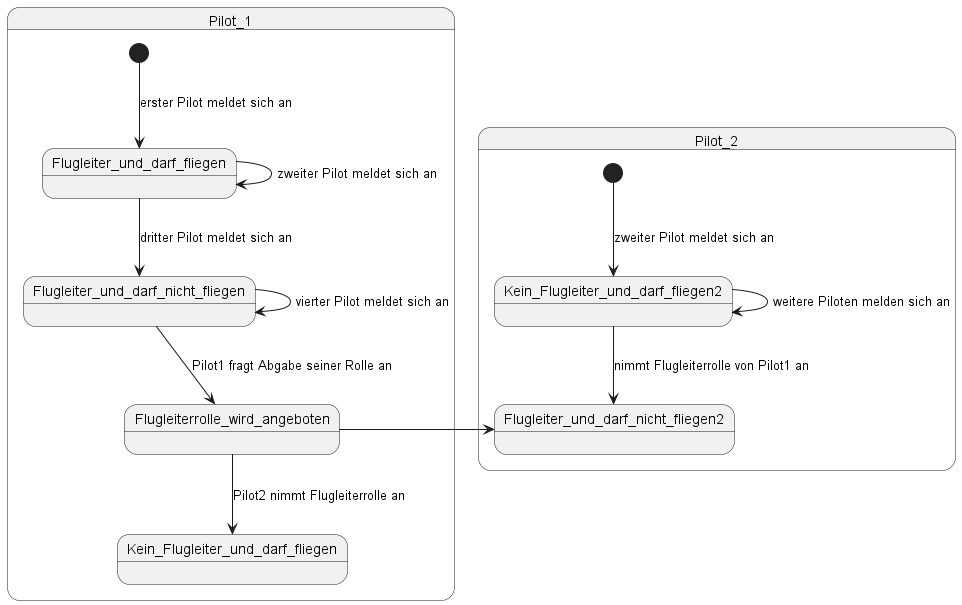 Pilot_1
erster Pilot meldet sich an
Flugleiter_und_darf_fliegen
zweiter Pilot meldet sich an
dritter Pilot meldet sich an
Flugleiter_und_darf_nicht_fliegen
vierter Pilot meldet sich an
Pilot1 fragt Abgabe seiner Rolle an
Flugleiterrolle_wird_angeboten
Pilot2 nimmt Flugleiterrolle an
Kein_Flugleiter_und_darf_fliegen
Pilot_2
zweiter Pilot meldet sich an
Kein_Flugleiter_und_darf_fliegen2
weitere Piloten melden sich an
nimmt Flugleiterrolle von Pilot1 an
Flugleiter_und_darf_nicht_fliegen2